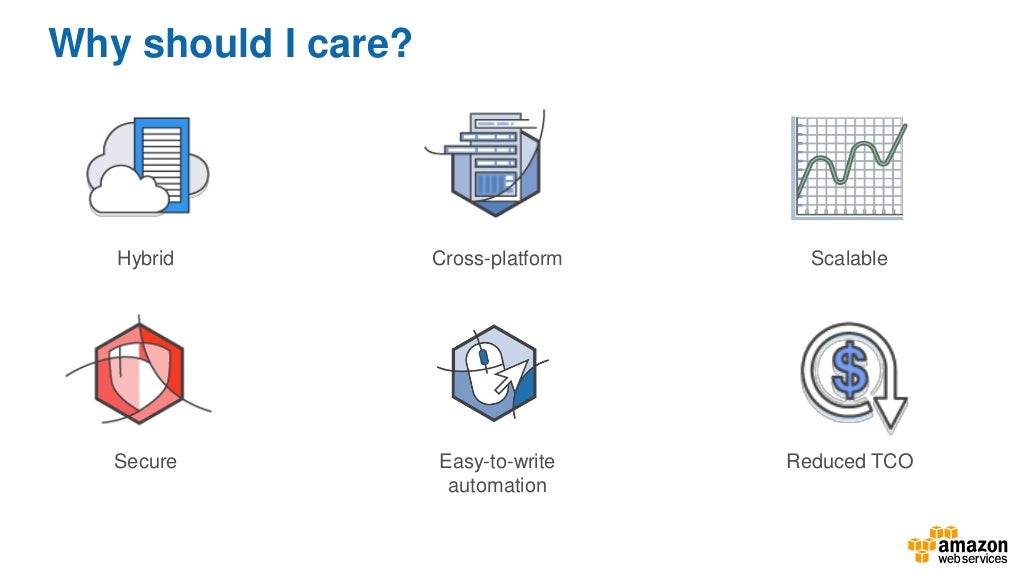 Why should I care?
Hybrid
Cross-platform
Scalable
$
Secure
Easy-to-write
automation
Reduced TCO
amazon
webservices